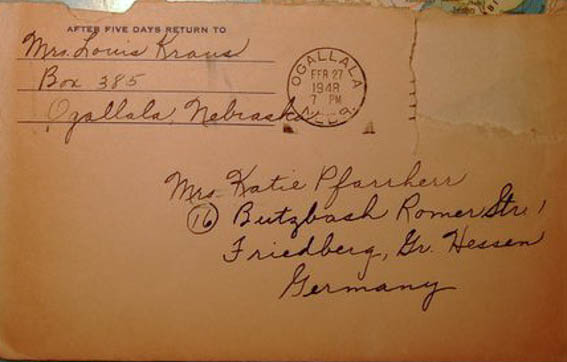 AFTER FIVE DAYS RETURN TO
Mrs. Louis Kraus
Box 385
Ogallala, Nebraska
OGALLALA
FEB 27
1948
7 PM
NEBR.
Mrs. Katie Pfarrherr
(16) Butzbach Romer Str. 1
Friedberg, Gr. Hessen
Germany